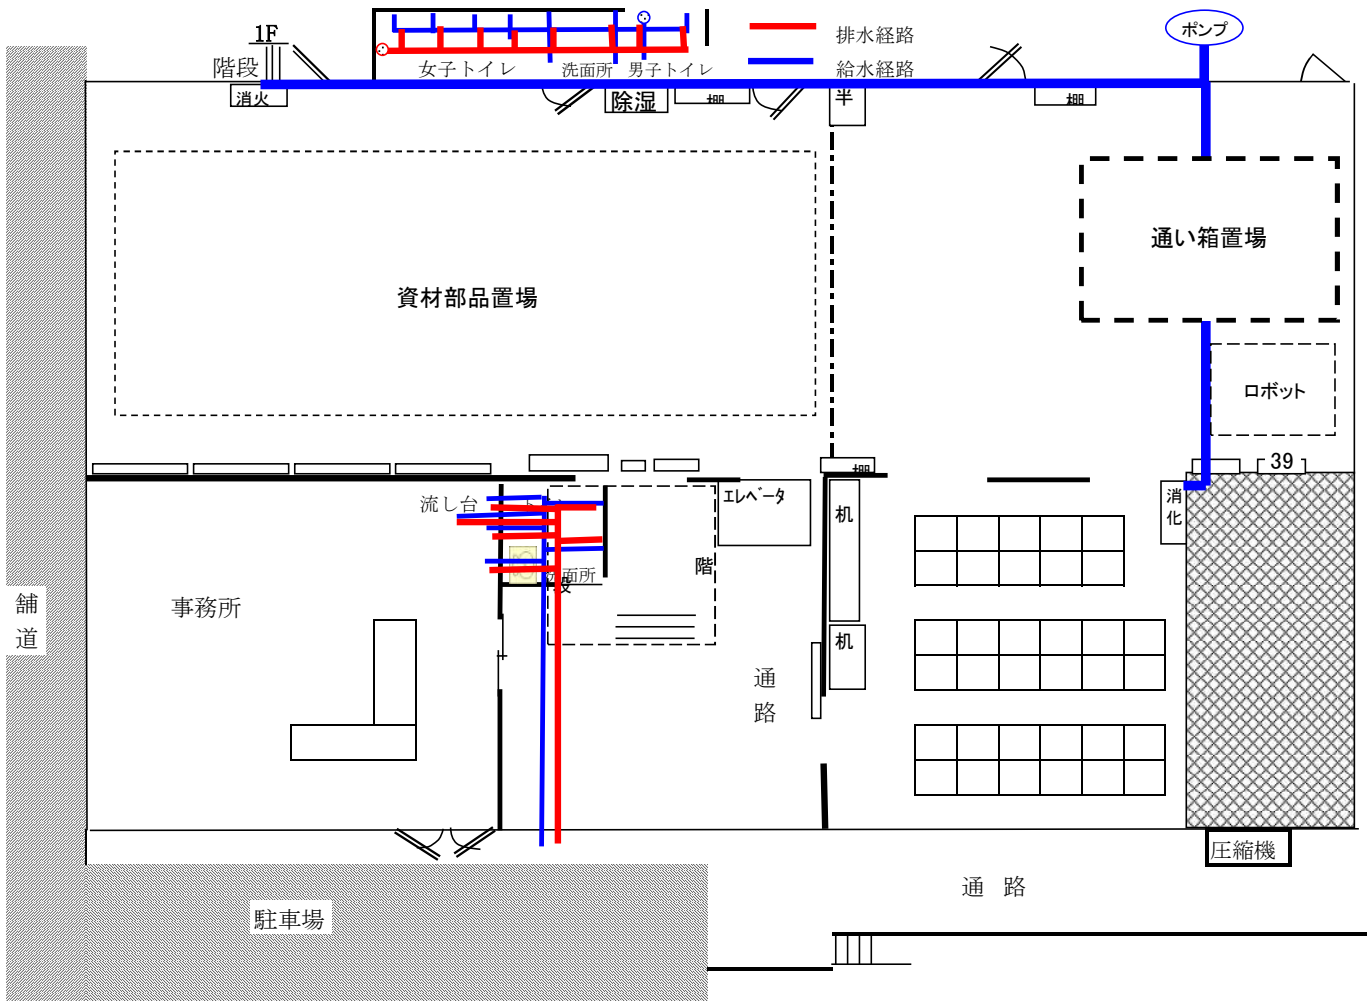 1F
階段
消火
女子トイレ
洗面所
男子トイレ
排水経路
給水経路
ポンプ
除湿
棚
半
棚
通い箱置場
資材部品置場
ロボット
39
棚
エレベータ
机
消
化
流し台
洗面所
階
段
舗
道
事務所
机
通
路
圧縮機
通 路
駐車場